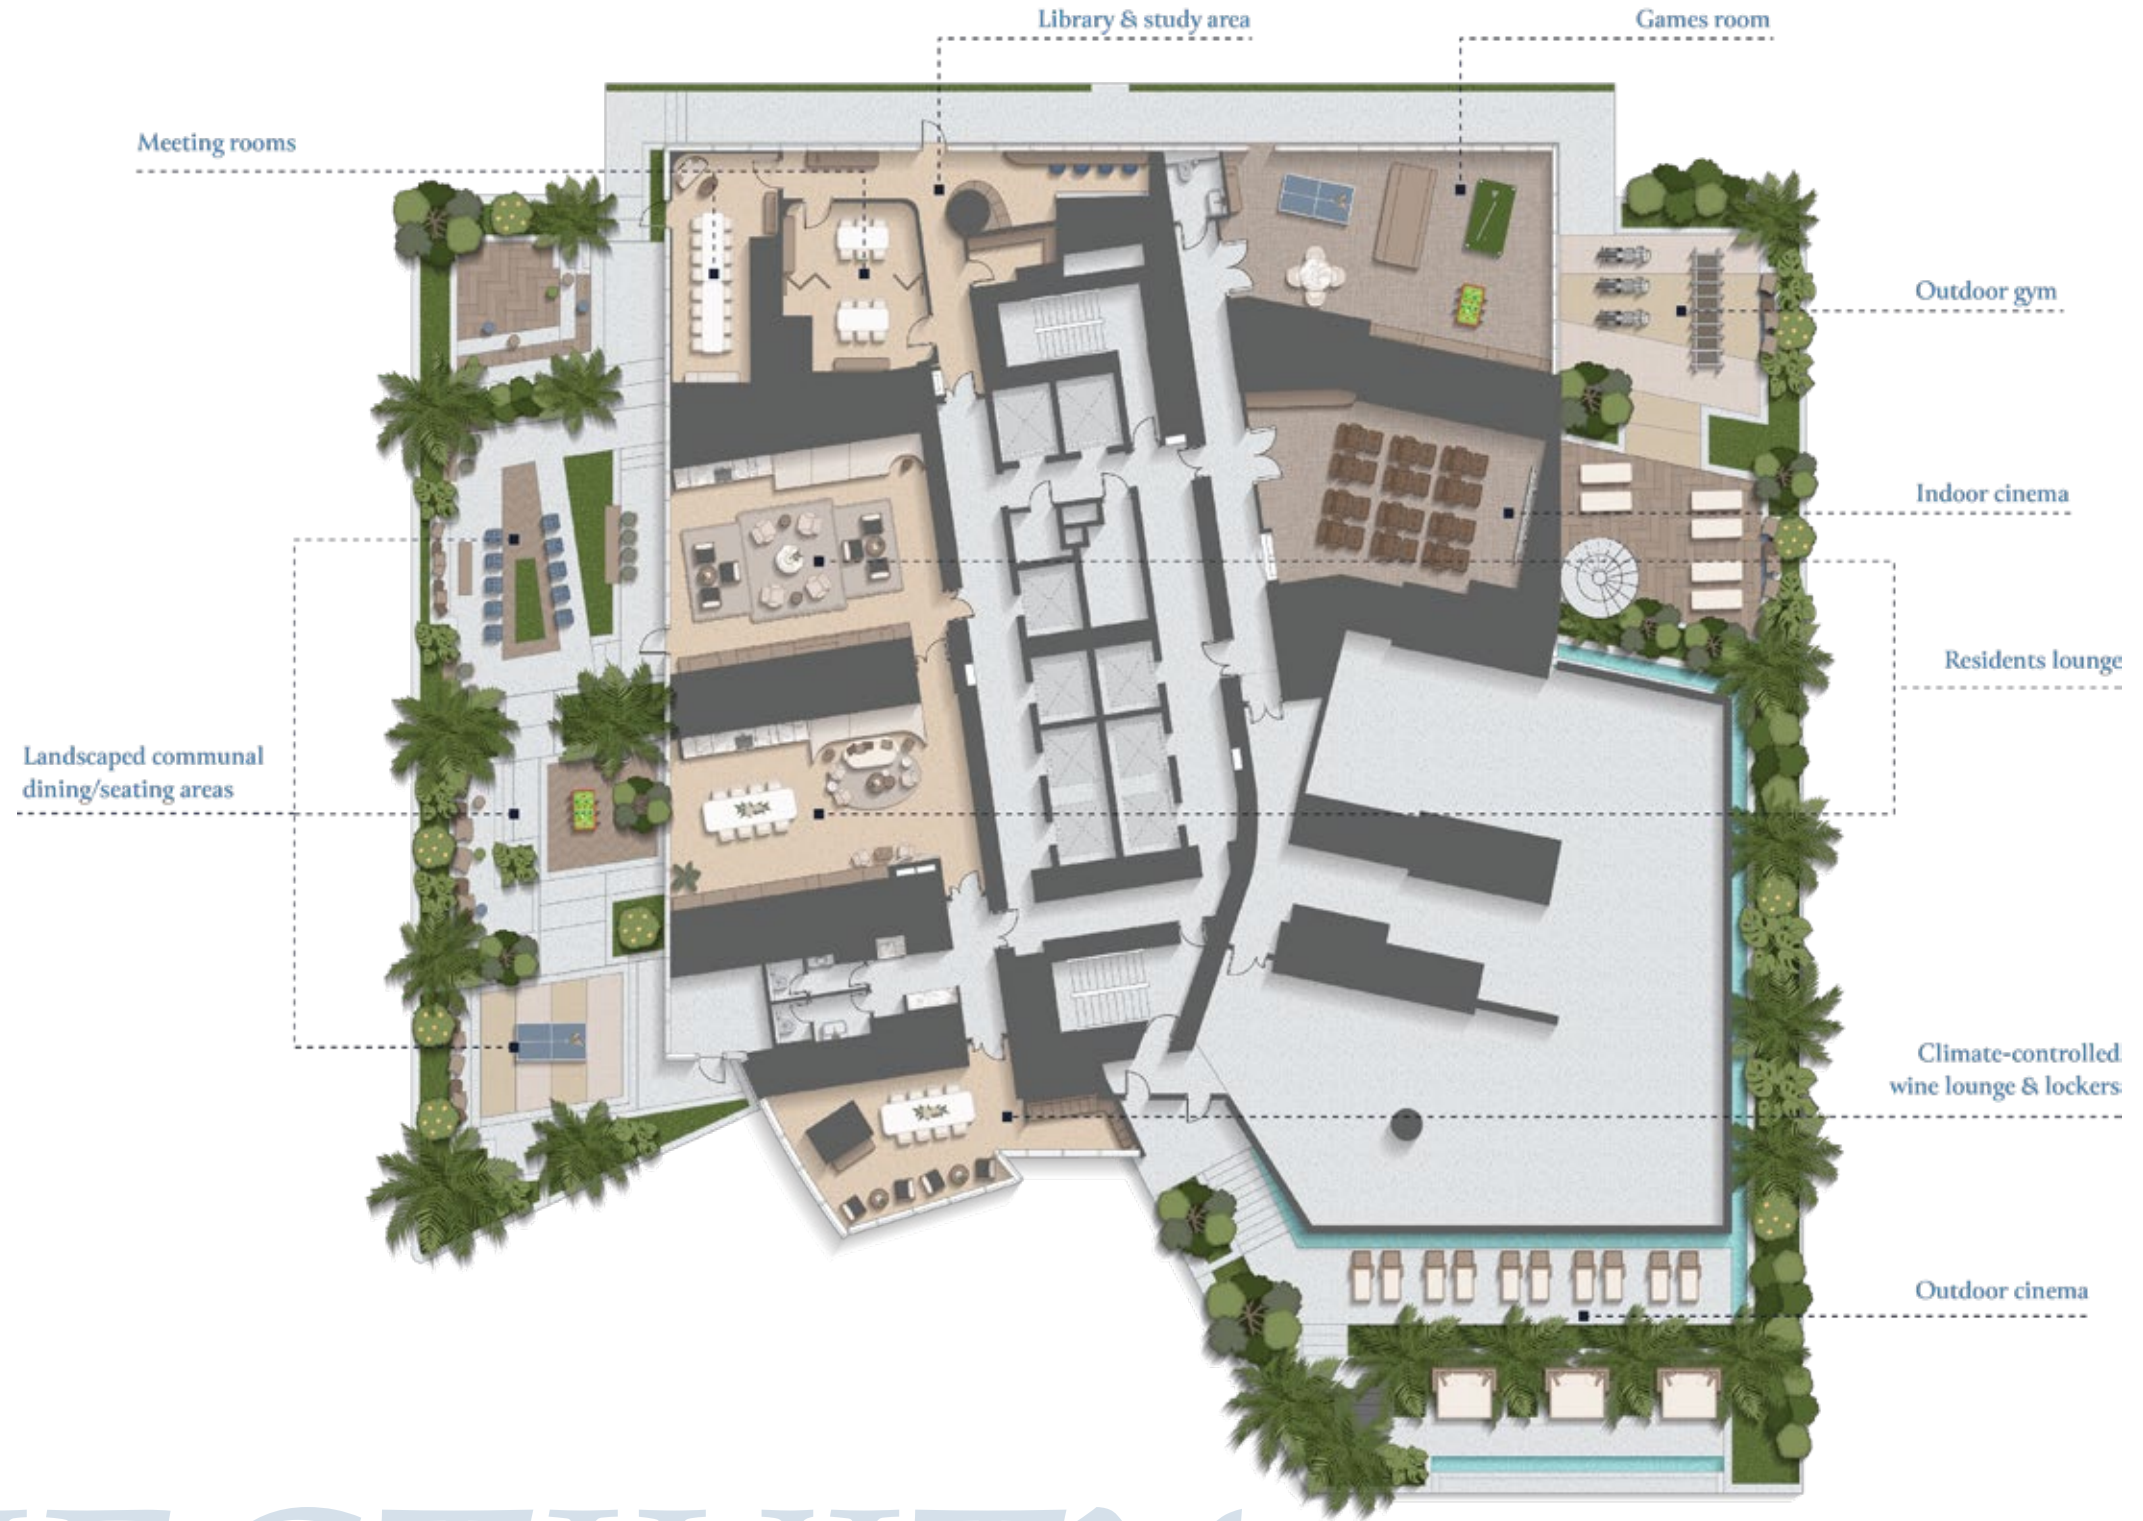 Library & study area
Games room
Meeting rooms
Outdoor gym
Indoor cinema
Residents lounge
Landscaped communal
dining/seating areas
Climate-controlled
wine lounge & lockers
Outdoor cinema